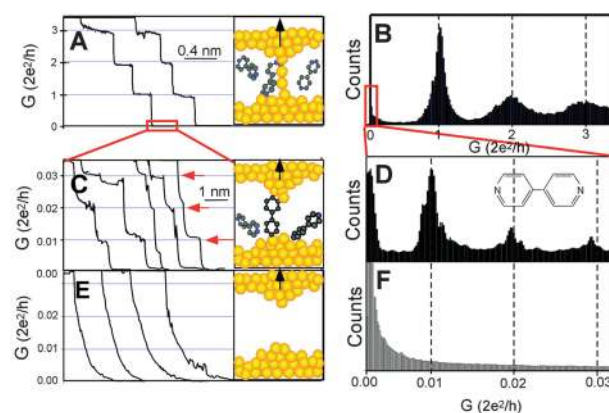 A
G (2e²/h)
3
2
1
0
0.4 nm
B
Counts
0
1
2
3
G (2e²/h)
C
G (2e²/h)
0.03
0.02
0.01
1 nm
D
Counts
N
N
E
G (2e²/h)
0.00
0.02
0.01
0.00
F
Counts
0.00
0.01
0.02
0.03
G (2e²/h)